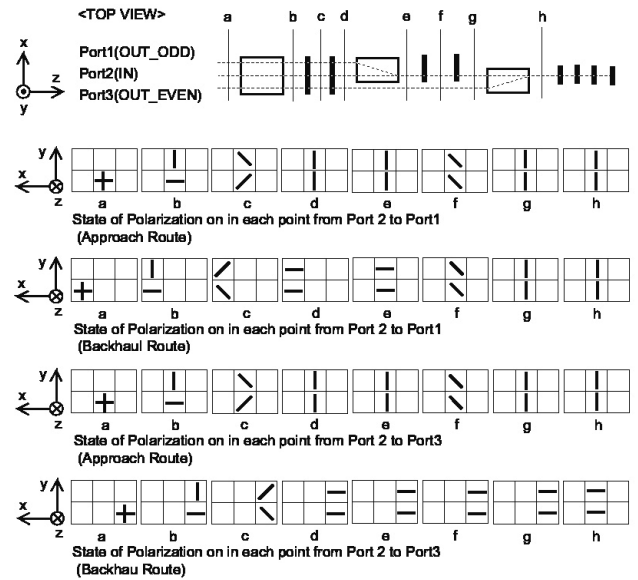 <TOP VIEW>
a b c d e f g h
x
Port1(OUT_ODD)
Port2(IN)
z
Port3(OUT_EVEN)
y
y
x
z a b c d e f g h
State of Polarization on in each point from Port 2 to Port1
(Approach Route)
y
x
z a b c d e f g h
State of Polarization on in each point from Port 2 to Port1
(Backhaul Route)
y
x
z a b c d e f g h
State of Polarization on in each point from Port 2 to Port3
(Approach Route)
y
x
z a b c d e f g h
State of Polarization on in each point from Port 2 to Port3
(Backhau Route)